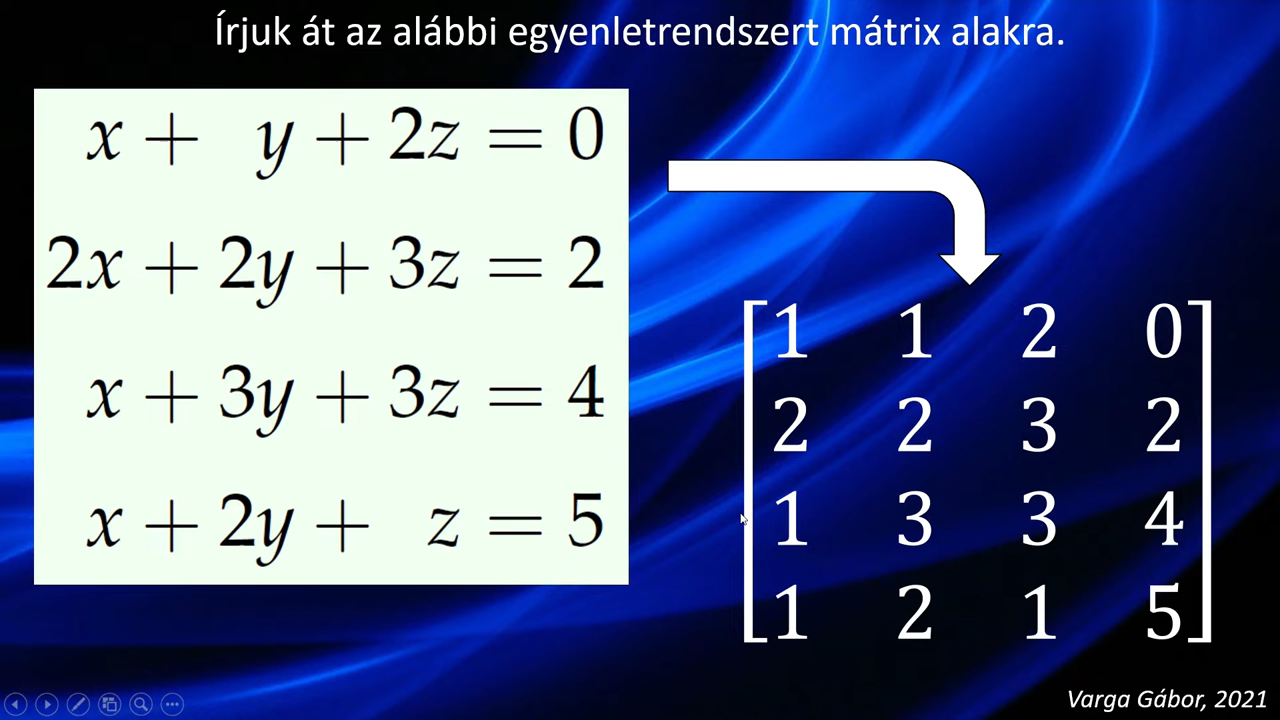 Írjuk át az alábbi egyenletrendszert mátrix alakra.
x + y + 2z = 0
2x + 2y + 3z = 2
x + 3y + 3z = 4
x + 2y + z = 5
1 1 2 0
2 2 3 2
1 3 3 4
1 2 1 5
Varga Gábor, 2021